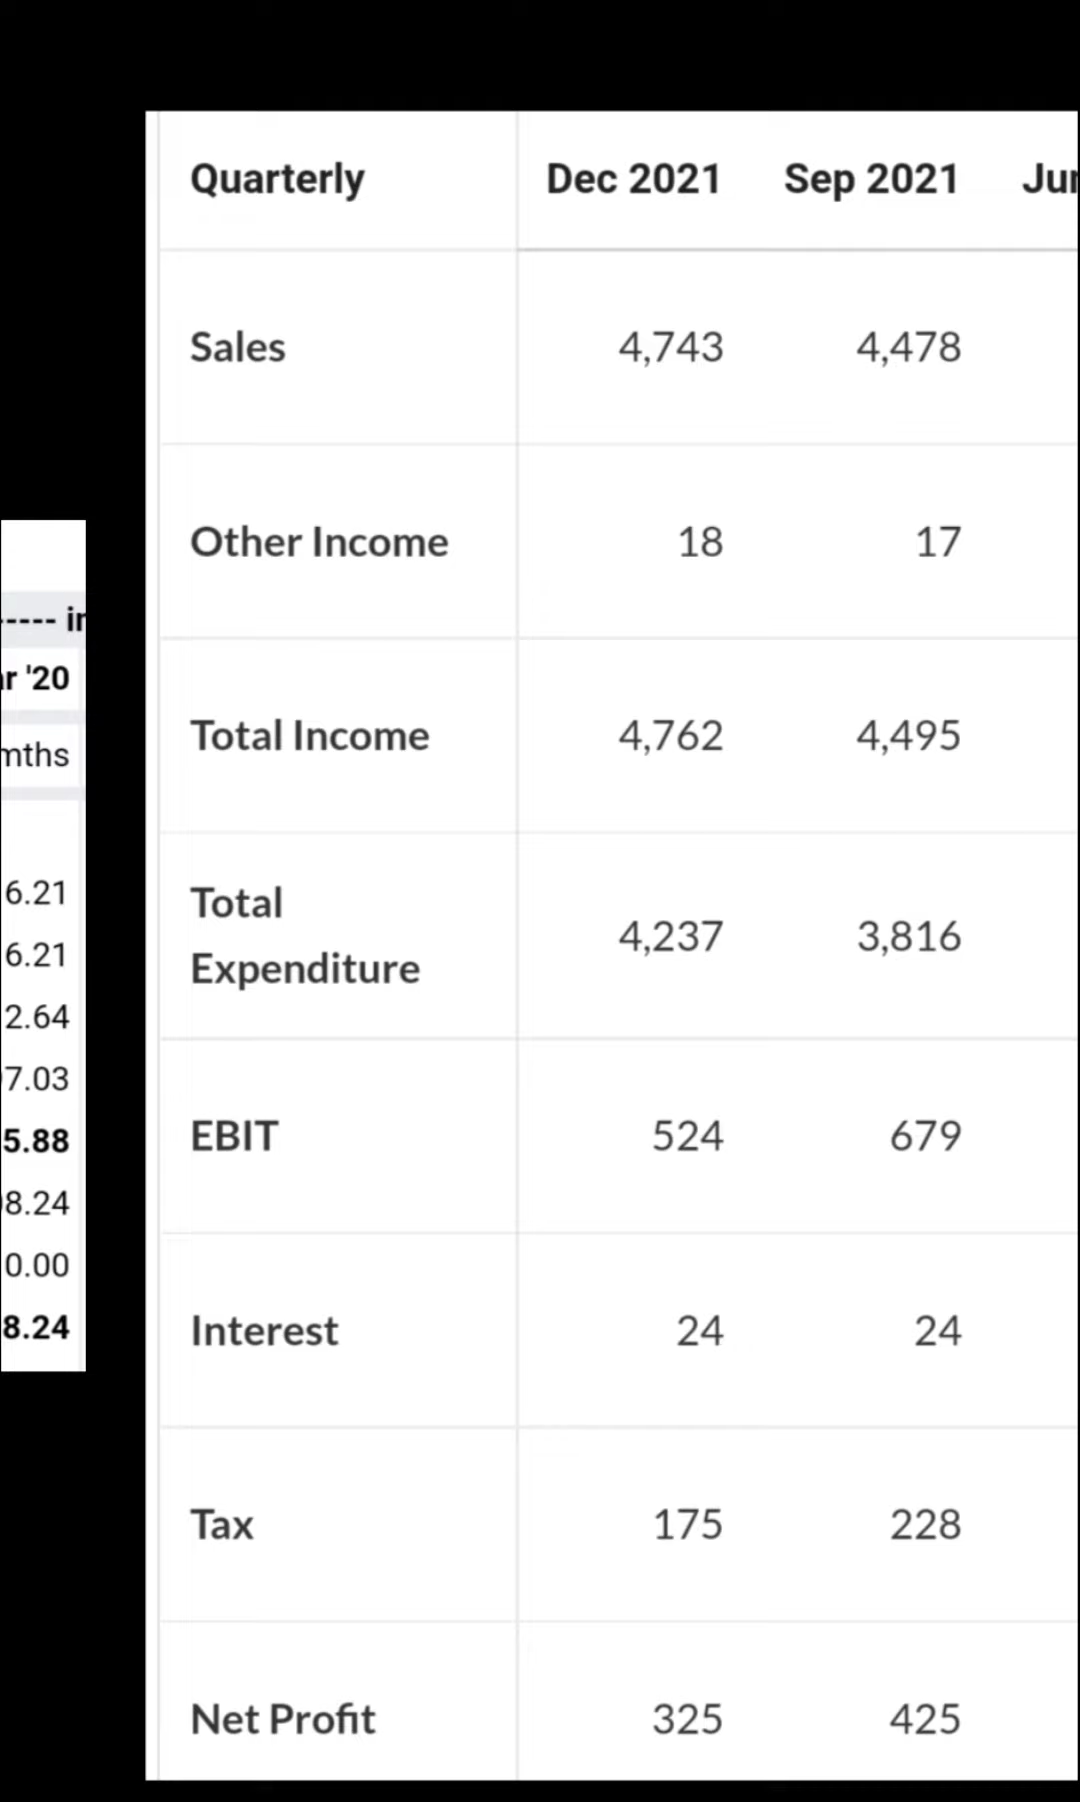 ----- in
r '20
mths
6.21
6.21
2.64
7.03
5.88
8.24
0.00
8.24
Quarterly Dec 2021 Sep 2021 Jun
Sales 4,743 4,478
Other Income 18 17
Total Income 4,762 4,495
Total
Expenditure 4,237 3,816
EBIT 524 679
Interest 24 24
Tax 175 228
Net Profit 325 425